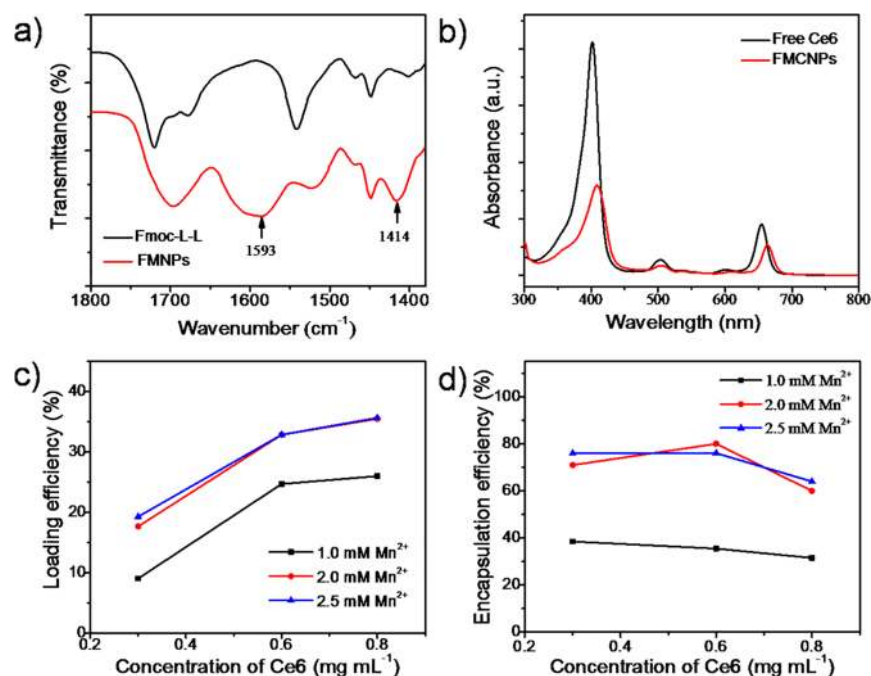 a)
Transmittance (%)
1593
1414
Fmoc-L-L
FMNPs
1800 1700 1600 1500 1400
Wavenumber (cm⁻¹)
b)
Absorbance (a.u.)
Free Ce6
FMCNPs
300 400 500 600 700 800
Wavelength (nm)
c)
Loading efficiency (%)
40
30
20
10
0
1.0 mM Mn²⁺
2.0 mM Mn²⁺
2.5 mM Mn²⁺
0.2 0.4 0.6 0.8
Concentration of Ce6 (mg mL⁻¹)
d)
Encapsulation efficiency (%)
100
80
60
40
20
0
1.0 mM Mn²⁺
2.0 mM Mn²⁺
2.5 mM Mn²⁺
0.2 0.4 0.6 0.8
Concentration of Ce6 (mg mL⁻¹)